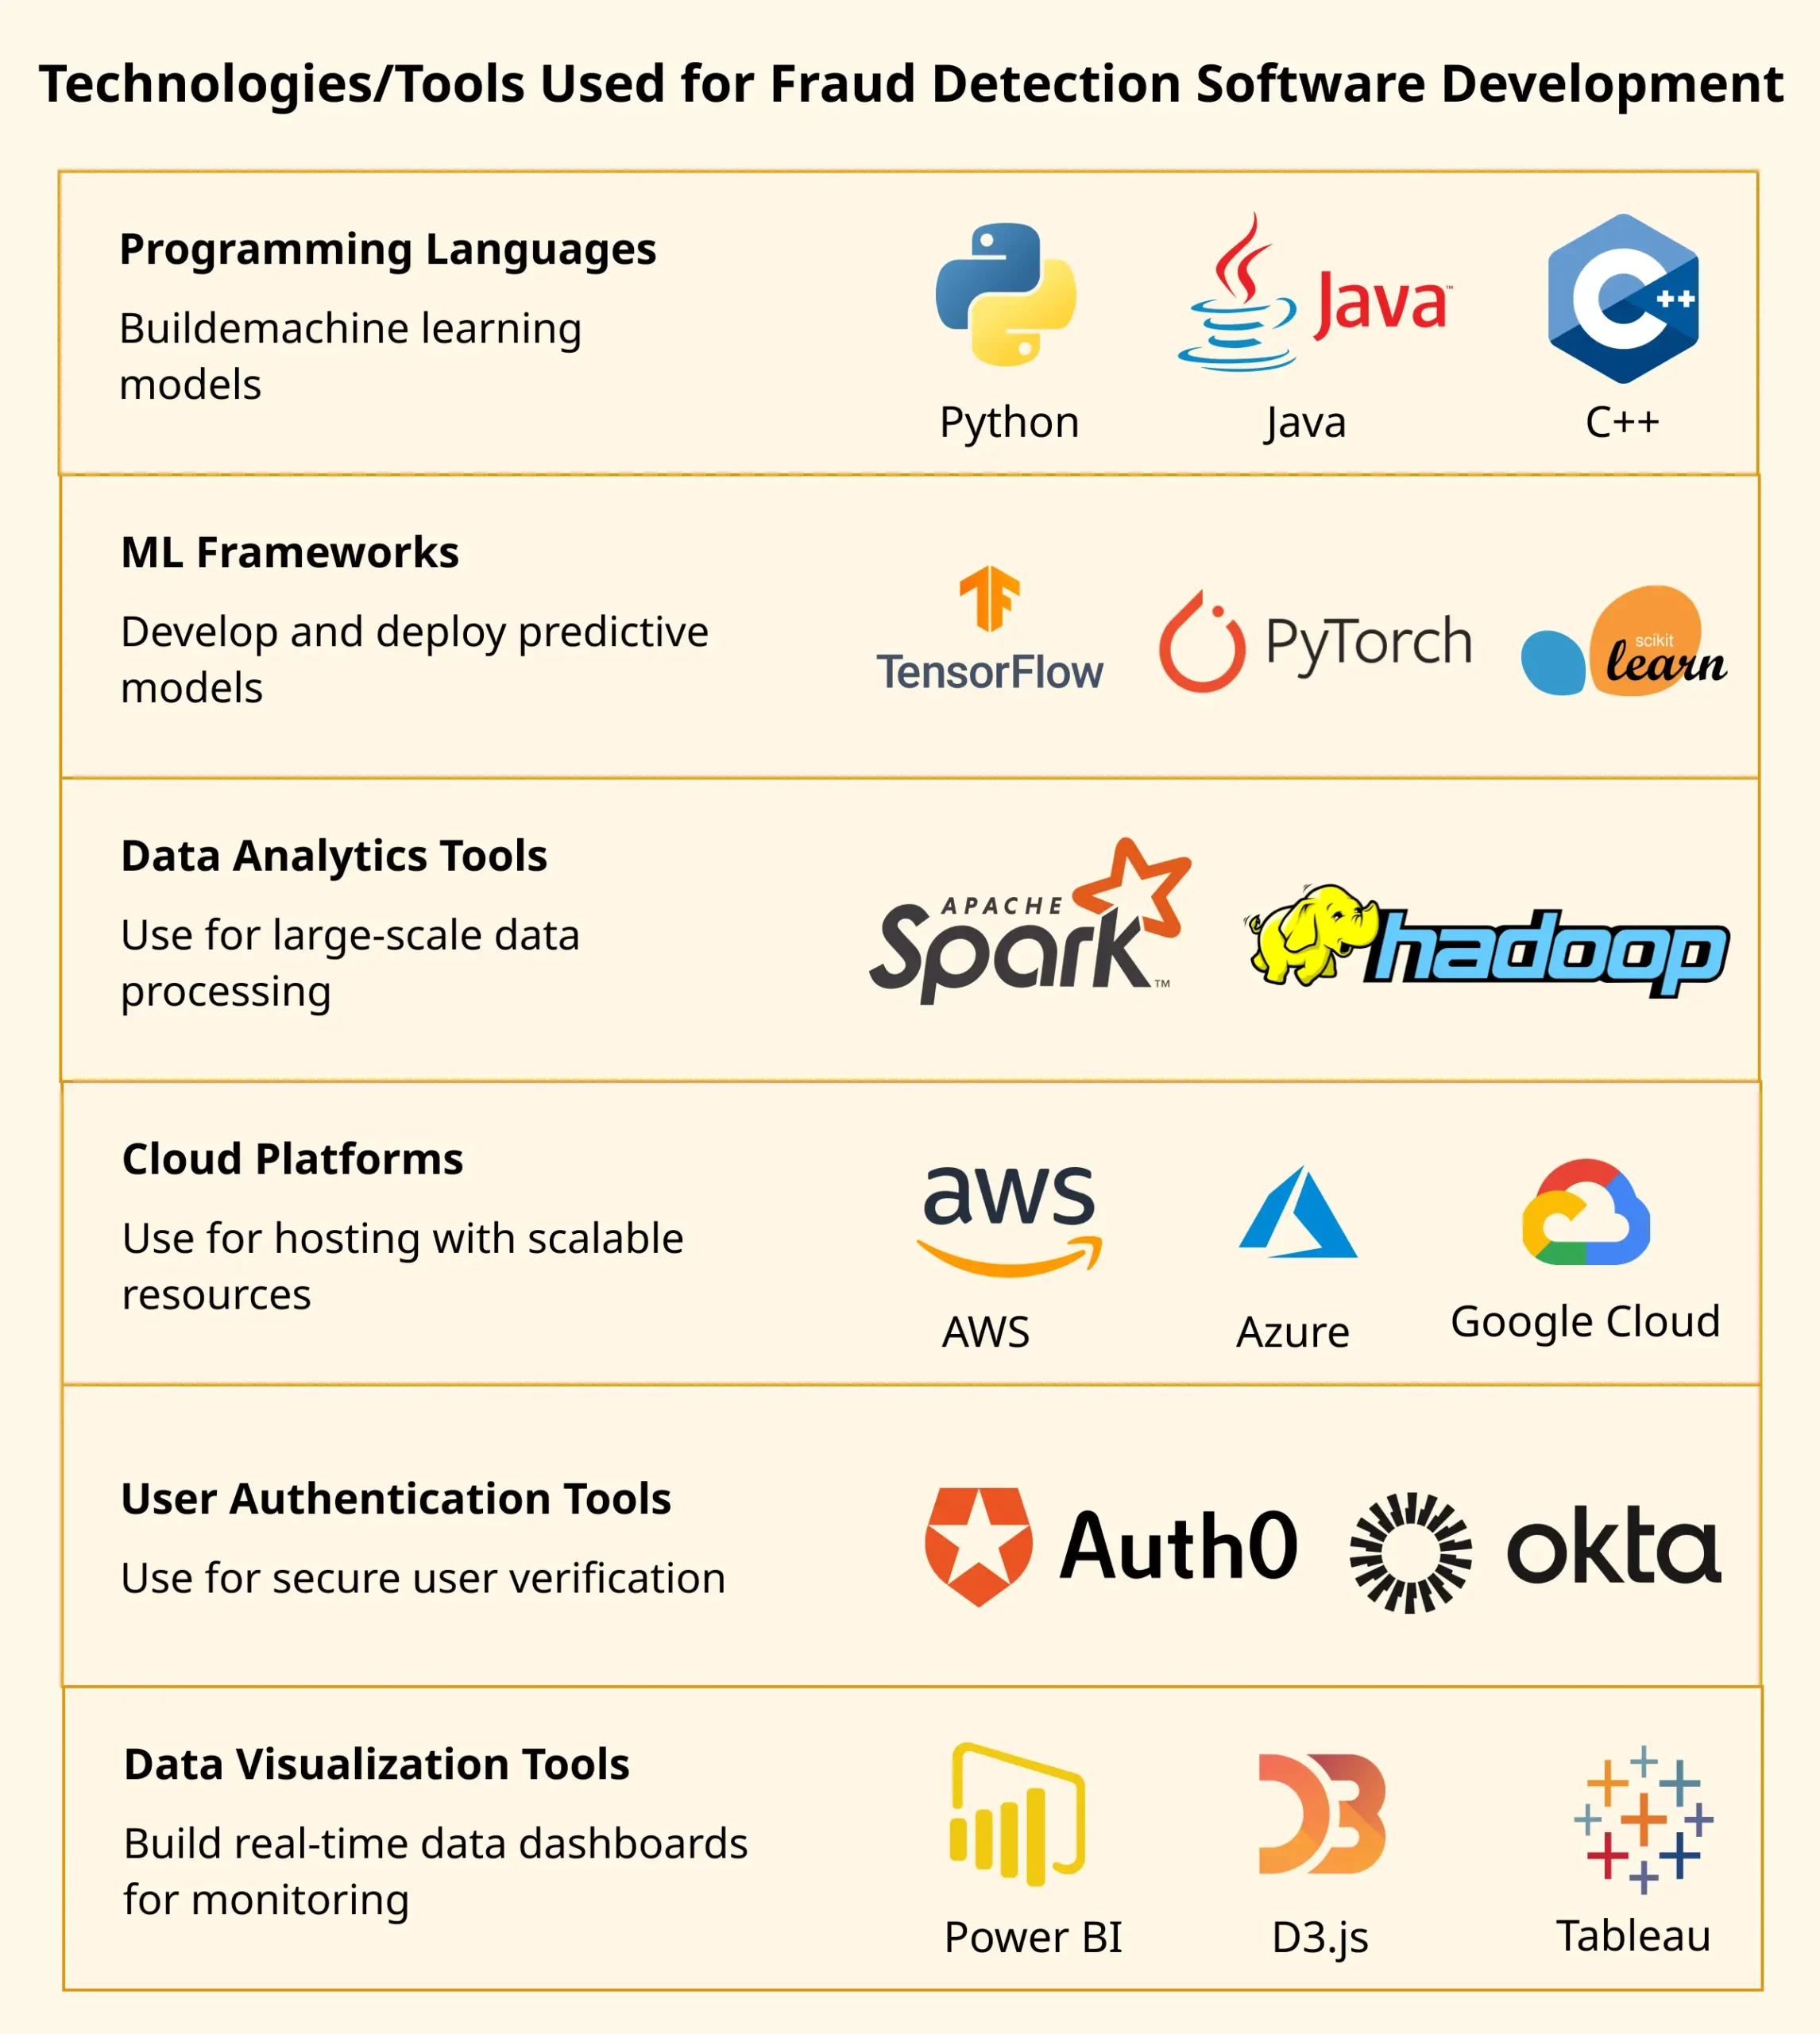 Technologies/Tools Used for Fraud Detection Software Development
Programming Languages
Buildemachine learning
models
Java™
Python
Java
C++
ML Frameworks
Develop and deploy predictive
models
TensorFlow
PyTorch
scikit
learn
Data Analytics Tools
Use for large-scale data
processing
APACHE
Spark™
hadoop
Cloud Platforms
Use for hosting with scalable
resources
aws
AWS
Azure
Google Cloud
User Authentication Tools
Use for secure user verification
Auth0
okta
Data Visualization Tools
Build real-time data dashboards
for monitoring
Power BI
D3.js
Tableau